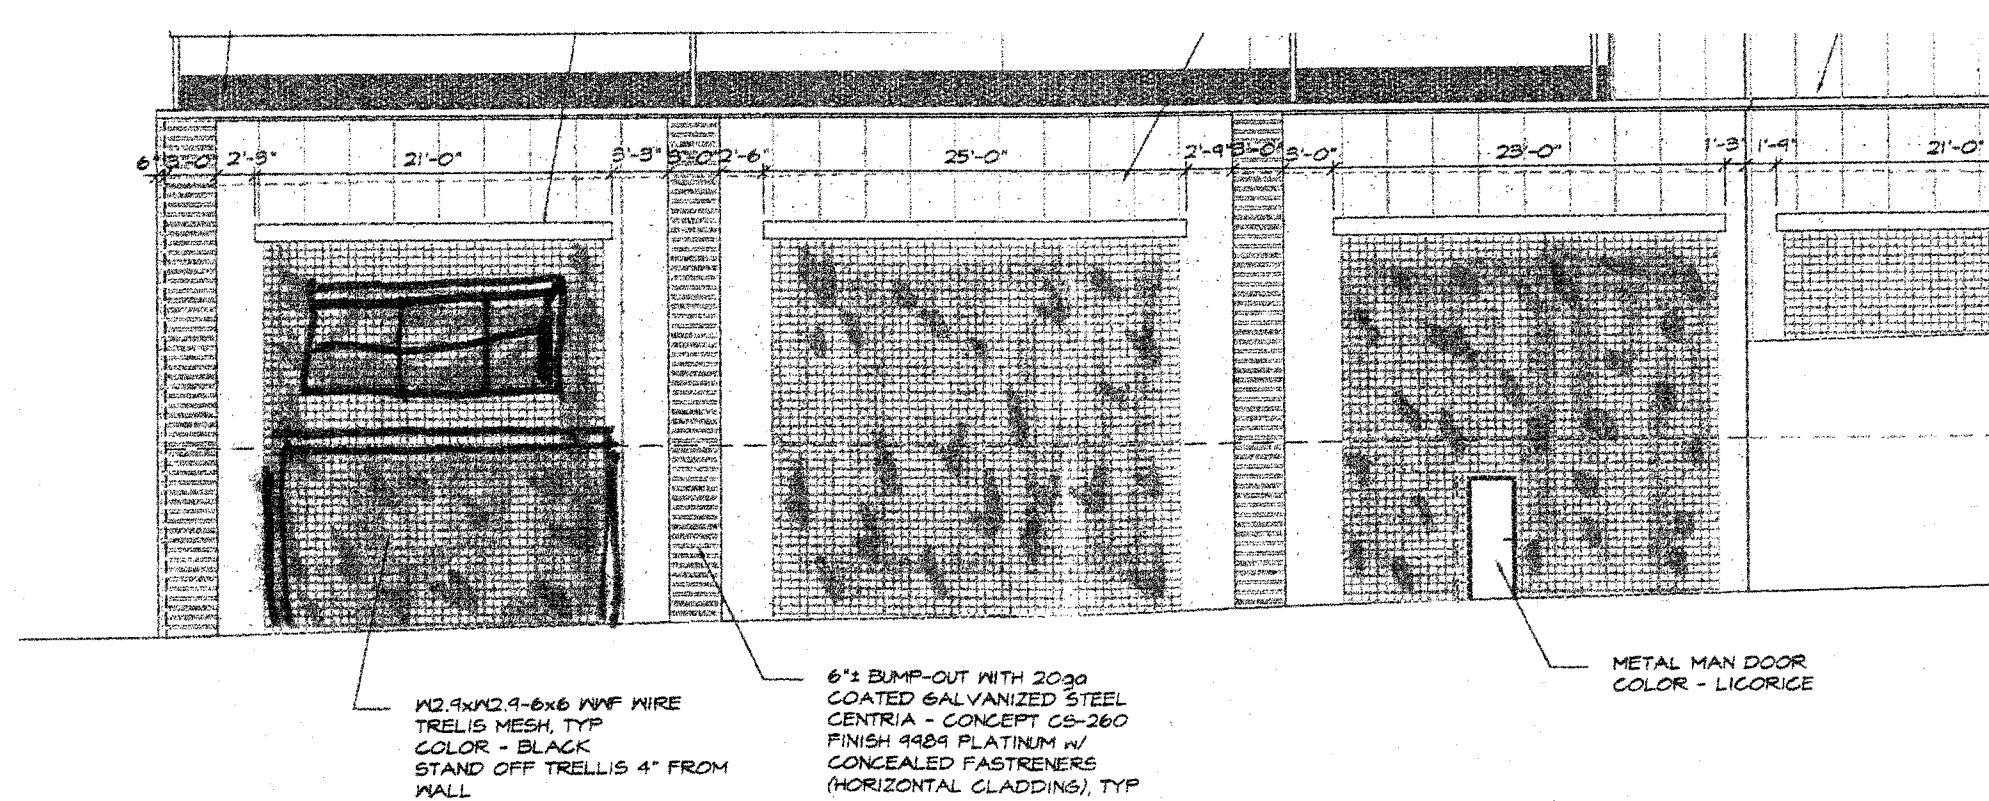 6" 3'-0" 2'-3" 21'-0" 3'-3" 3'-0" 2'-6" 25'-0" 2'-9" 3'-0" 3'-0" 23'-0" 1'-3" 1'-9" 21'-0"
W2.9xW2.9-6x6 WWF WIRE
TRELIS MESH, TYP
COLOR - BLACK
STAND OFF TRELLIS 4" FROM
WALL
6"± BUMP-OUT WITH 20ga
COATED GALVANIZED STEEL
CENTRIA - CONCEPT CS-260
FINISH 9989 PLATINUM w/
CONCEALED FASTRENERS
(HORIZONTAL CLADDING), TYP
METAL MAN DOOR
COLOR - LICORICE